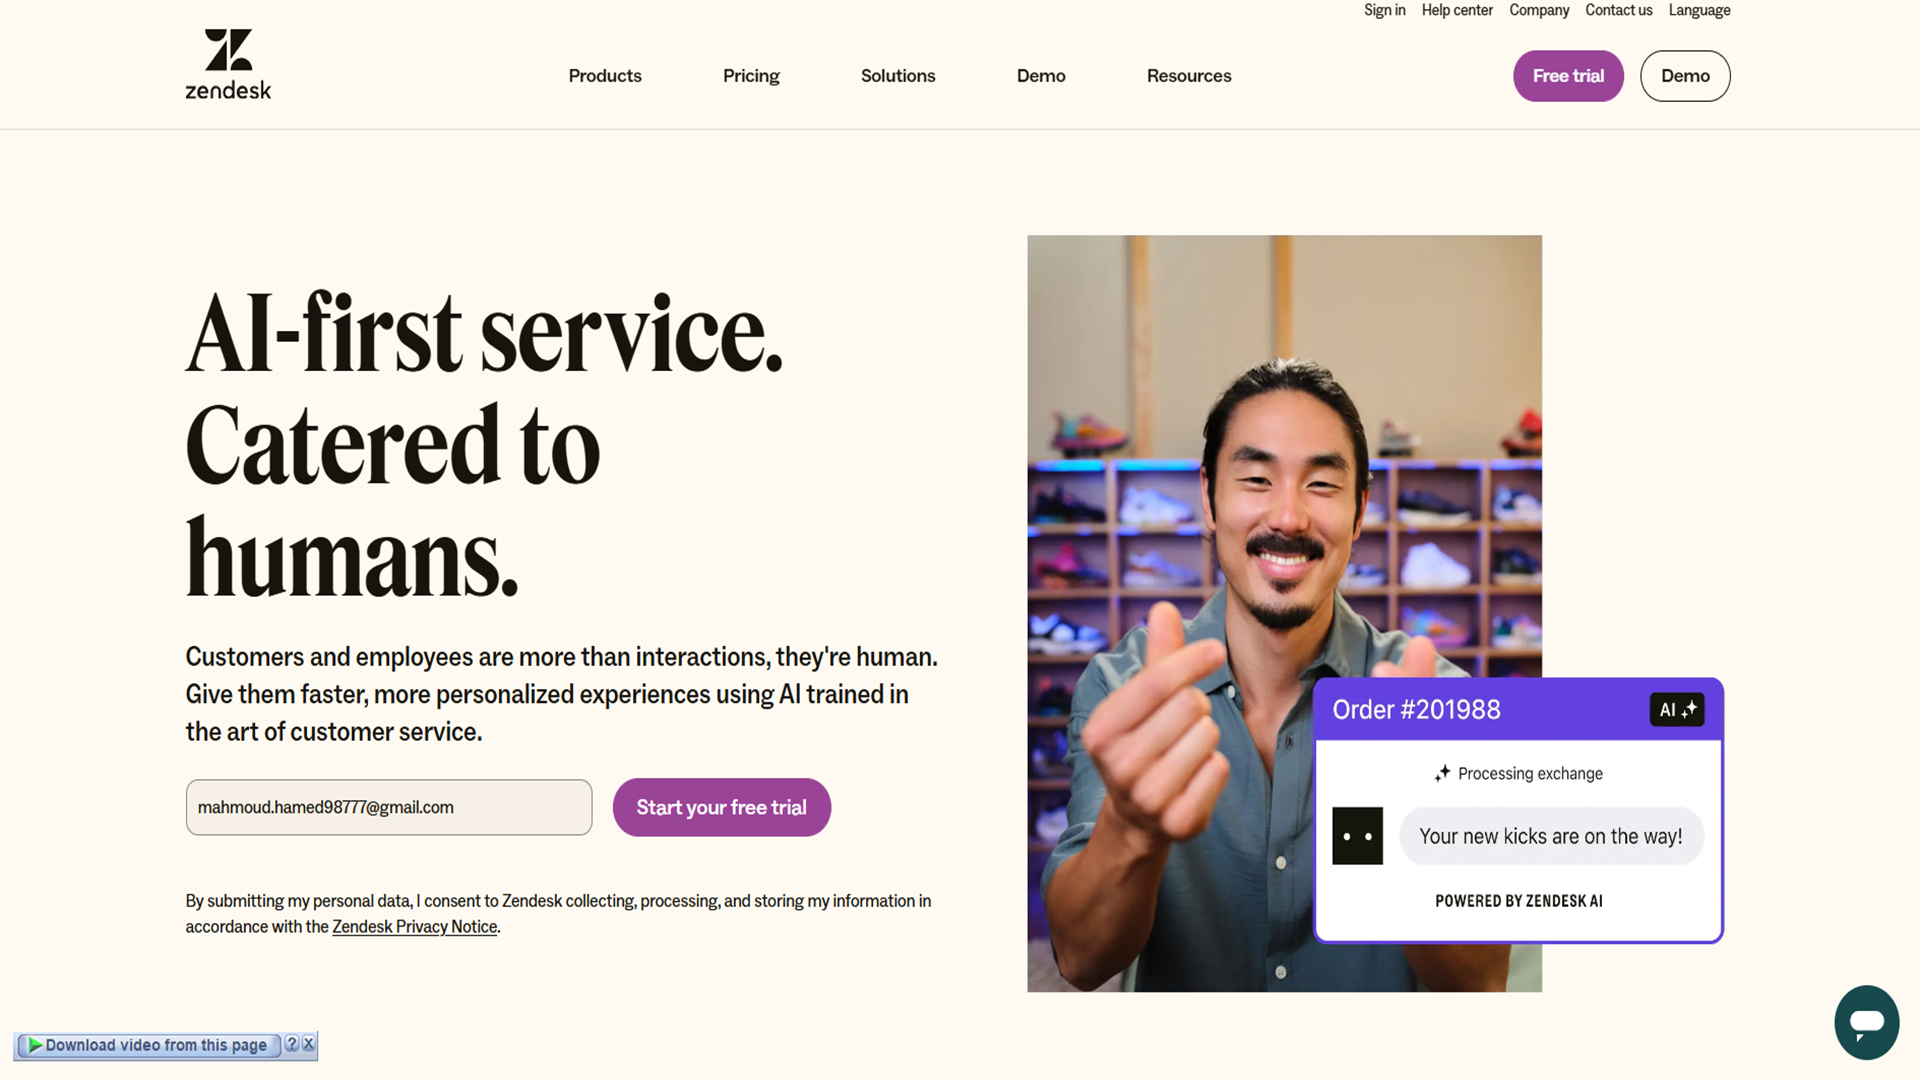 Sign in Help center Company Contact us Language
zendesk
Products Pricing Solutions Demo Resources
Free trial Demo
AI-first service.
Catered to
humans.
Customers and employees are more than interactions, they're human.
Give them faster, more personalized experiences using AI trained in
the art of customer service.
mahmoud.hamed98777@gmail.com
Start your free trial
By submitting my personal data, I consent to Zendesk collecting, processing, and storing my information in
accordance with the Zendesk Privacy Notice.
Order #201988
AI
Processing exchange
Your new kicks are on the way!
POWERED BY ZENDESK AI
Download video from this page ? X